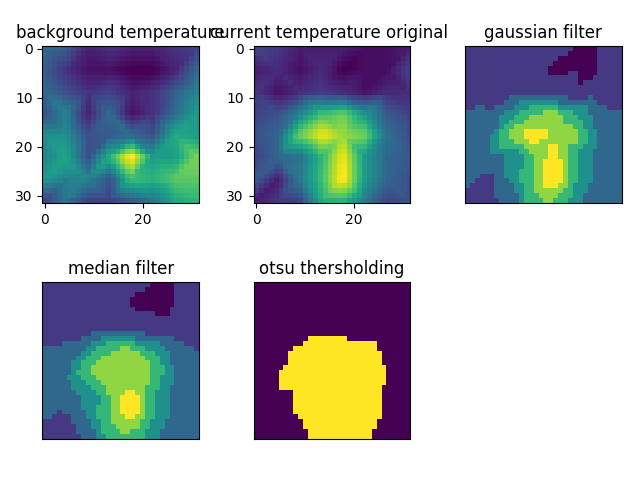 background temperature
current temperature original
gaussian filter
0
10
20
30
0
20
0
10
20
30
0
20
median filter
otsu thersholding